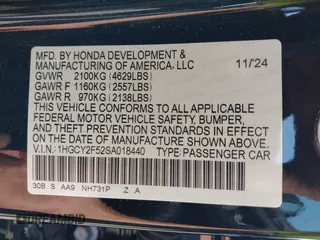 MFD. BY HONDA DEVELOPMENT &
MANUFACTURING OF AMERICA, LLC 11/24
GVWR 2100KG (4629LBS)
GAWR F 1160KG (2557LBS)
GAWR R 970KG (2138LBS)
THIS VEHICLE CONFORMS TO ALL APPLICABLE
FEDERAL MOTOR VEHICLE SAFETY, BUMPER,
AND THEFT PREVENTION STANDARDS IN EFFECT
ON THE DATE OF MANUFACTURE SHOWN ABOVE.
V.I.N.:1HGCY2F52SA018440 TYPE:PASSENGER CAR
30B S AA9 NH731P Z A